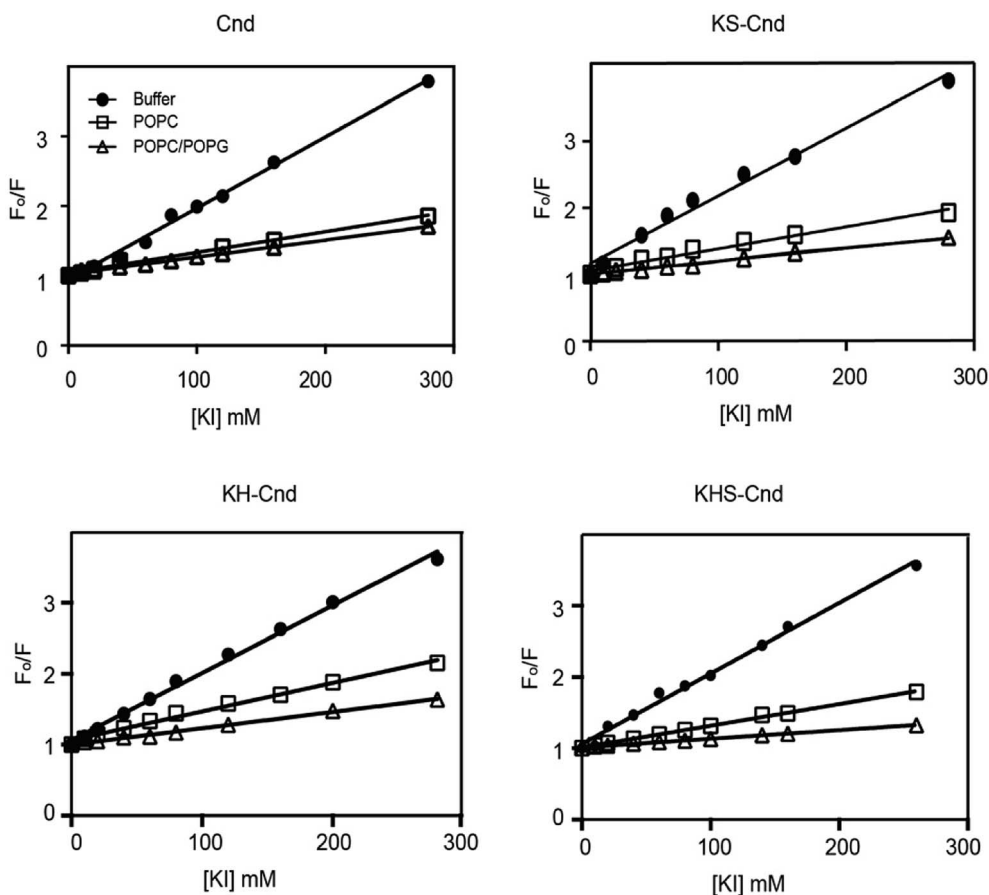 Cnd
Buffer
POPC
POPC/POPG
Fo/F
3
2
1
0
0 100 200 300
[KI] mM
KS-Cnd
Fo/F
3
2
1
0
0 100 200 300
[KI] mM
KH-Cnd
Fo/F
3
2
1
0
0 100 200 300
[KI] mM
KHS-Cnd
Fo/F
3
2
1
0
0 100 200 300
[KI] mM